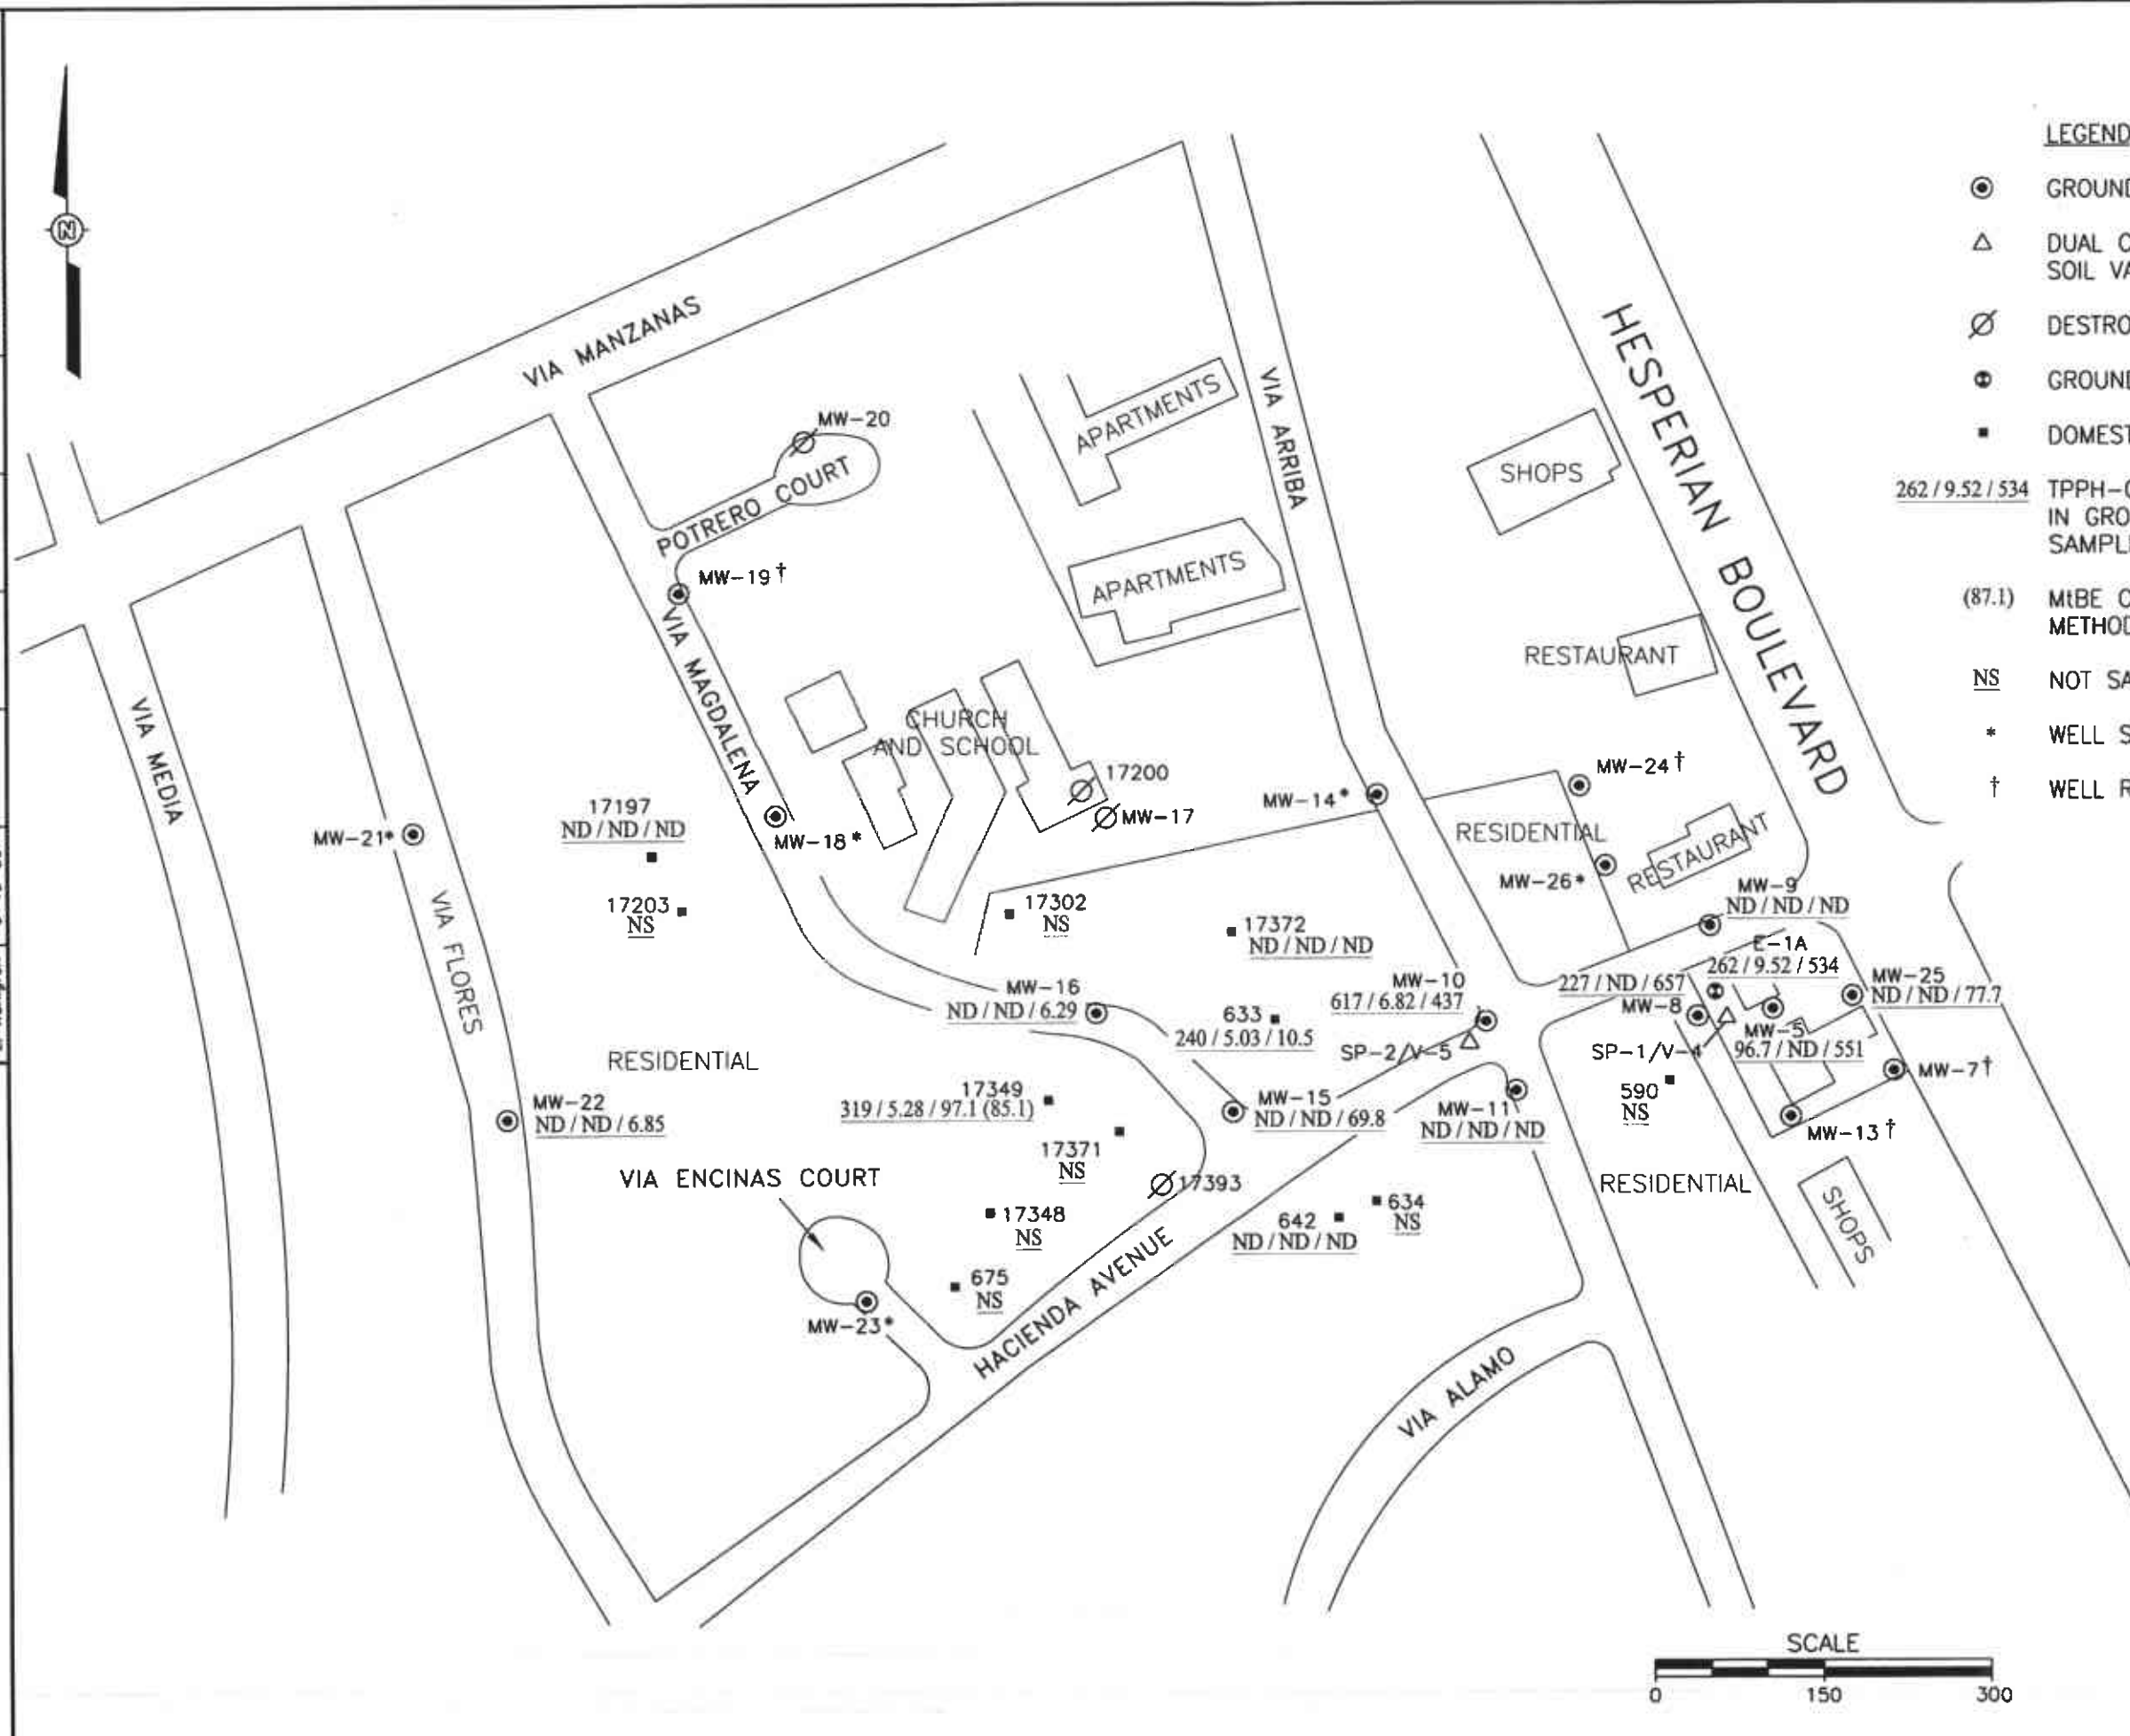 N
LEGEND
GROUND
DUAL C
SOIL VA
DESTRO
GROUND
DOMEST
262 / 9.52 / 534 TPPH-G
IN GRO
SAMPL
(87.1) MtBE C
METHOD
NS NOT SA
* WELL S
† WELL R
VIA MANZANAS
MW-20
POTRERO COURT
MW-19†
VIA MAGDALENA
APARTMENTS
APARTMENTS
VIA ARRIBA
HESPERIAN BOULEVARD
SHOPS
RESTAURANT
CHURCH
AND SCHOOL
17200
MW-17
MW-14*
MW-24†
RESIDENTIAL
RESTAURANT
MW-26*
VIA MEDIA
MW-21*
VIA FLORES
17197
ND / ND / ND
MW-18*
17203
NS
17302
NS
17372
ND / ND / ND
MW-9
ND / ND / ND
E-1A
262 / 9.52 / 534
MW-16
ND / ND / 6.29
MW-10
617 / 6.82 / 437
227 / ND / 657
MW-8
MW-25
ND / ND / 77.7
633
240 / 5.03 / 10.5
SP-2/V-5
SP-1/V-4
MW-5
96.7 / ND / 551
RESIDENTIAL
MW-7†
590
NS
17349
319 / 5.28 / 97.1 (85.1)
MW-15
ND / ND / 69.8
MW-11
ND / ND / ND
MW-13†
MW-22
ND / ND / 6.85
17371
NS
VIA ENCINAS COURT
17393
RESIDENTIAL
SHOPS
17348
NS
642
ND / ND / ND
634
NS
675
NS
MW-23*
HACIENDA AVENUE
VIA ALAMO
SCALE
0 150 300